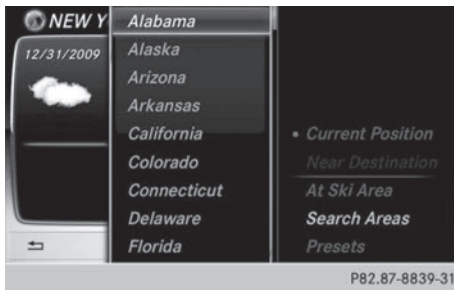 NEW Y
12/31/2009
Alabama
Alaska
Arizona
Arkansas
California
Colorado
Connecticut
Delaware
Florida
• Current Position
Near Destination
At Ski Area
Search Areas
Presets
P82.87-8839-31